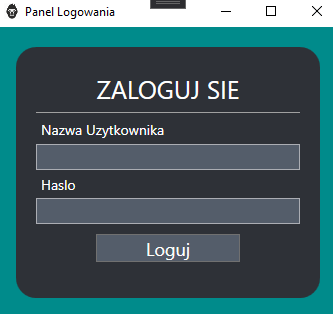 Panel Logowania
ZALOGUJ SIE
Nazwa Uzytkownika
Haslo
Loguj